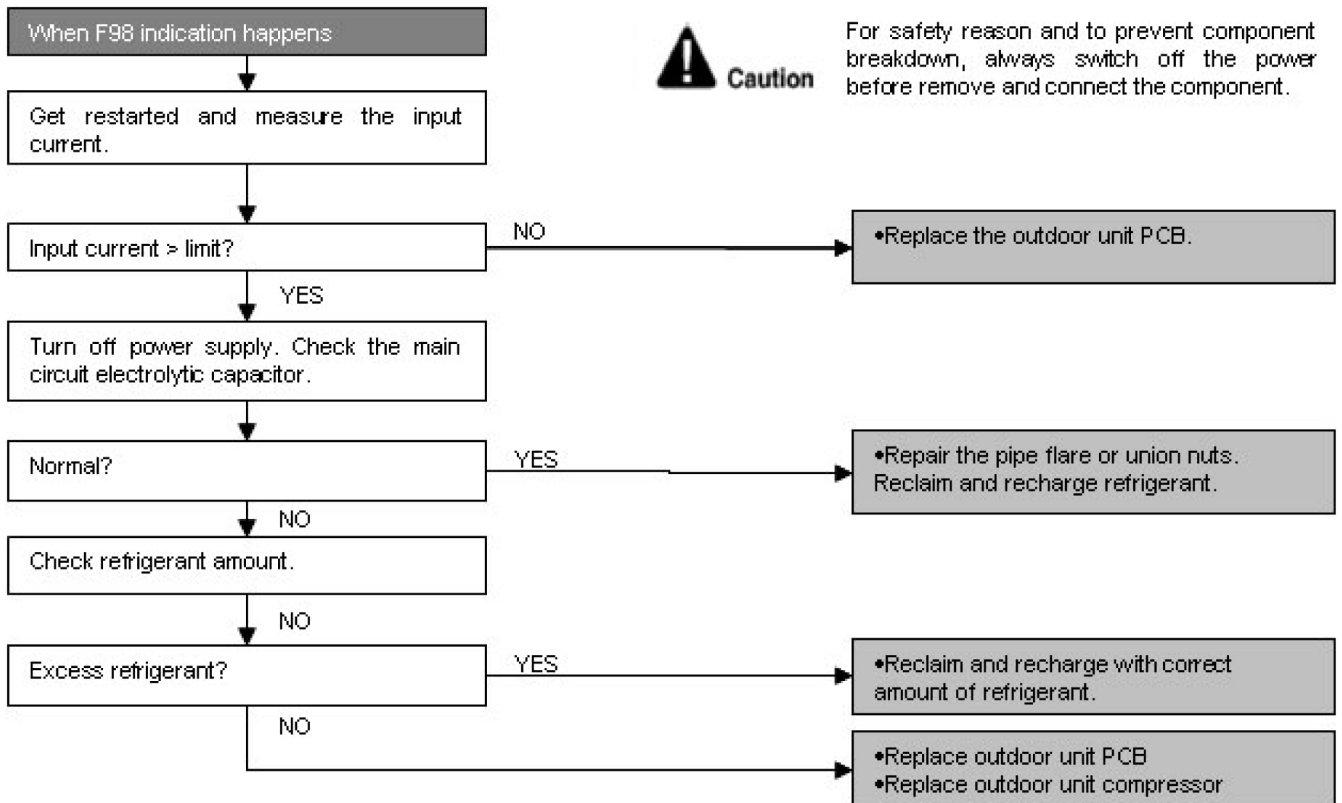 When F98 indication happens
Caution
For safety reason and to prevent component
breakdown, always switch off the power
before remove and connect the component.
Get restarted and measure the input
current.
Input current > limit?
NO
•Replace the outdoor unit PCB.
YES
Turn off power supply. Check the main
circuit electrolytic capacitor.
Normal?
YES
•Repair the pipe flare or union nuts.
Reclaim and recharge refrigerant.
NO
Check refrigerant amount.
NO
Excess refrigerant?
YES
•Reclaim and recharge with correct
amount of refrigerant.
NO
•Replace outdoor unit PCB
•Replace outdoor unit compressor